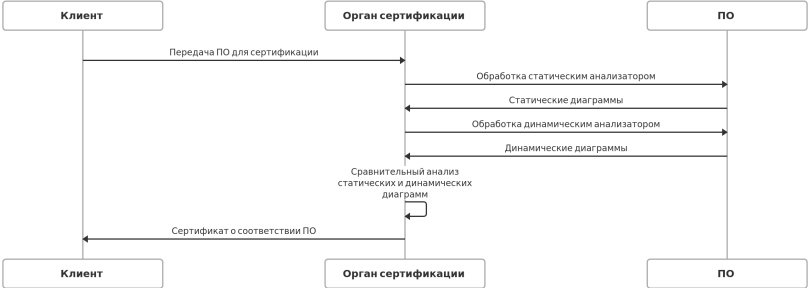 Клиент
Орган сертификации
ПО
Передача ПО для сертификации
Обработка статическим анализатором
Статические диаграммы
Обработка динамическим анализатором
Динамические диаграммы
Сравнительный анализ
статических и динамических
диаграмм
Сертификат о соответствии ПО
Клиент
Орган сертификации
ПО